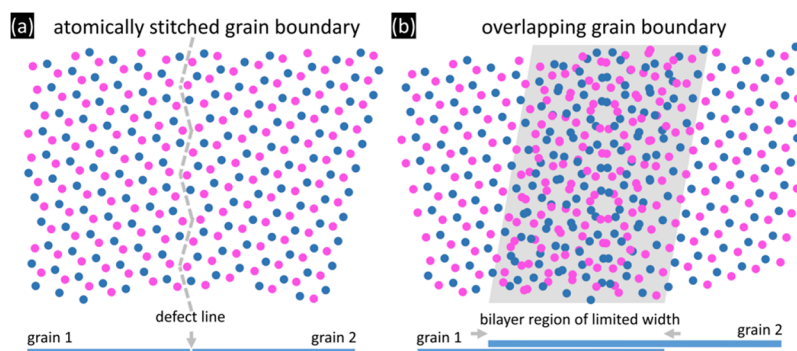 (a) atomically stitched grain boundary
defect line
grain 1
grain 2
(b) overlapping grain boundary
bilayer region of limited width
grain 1
grain 2